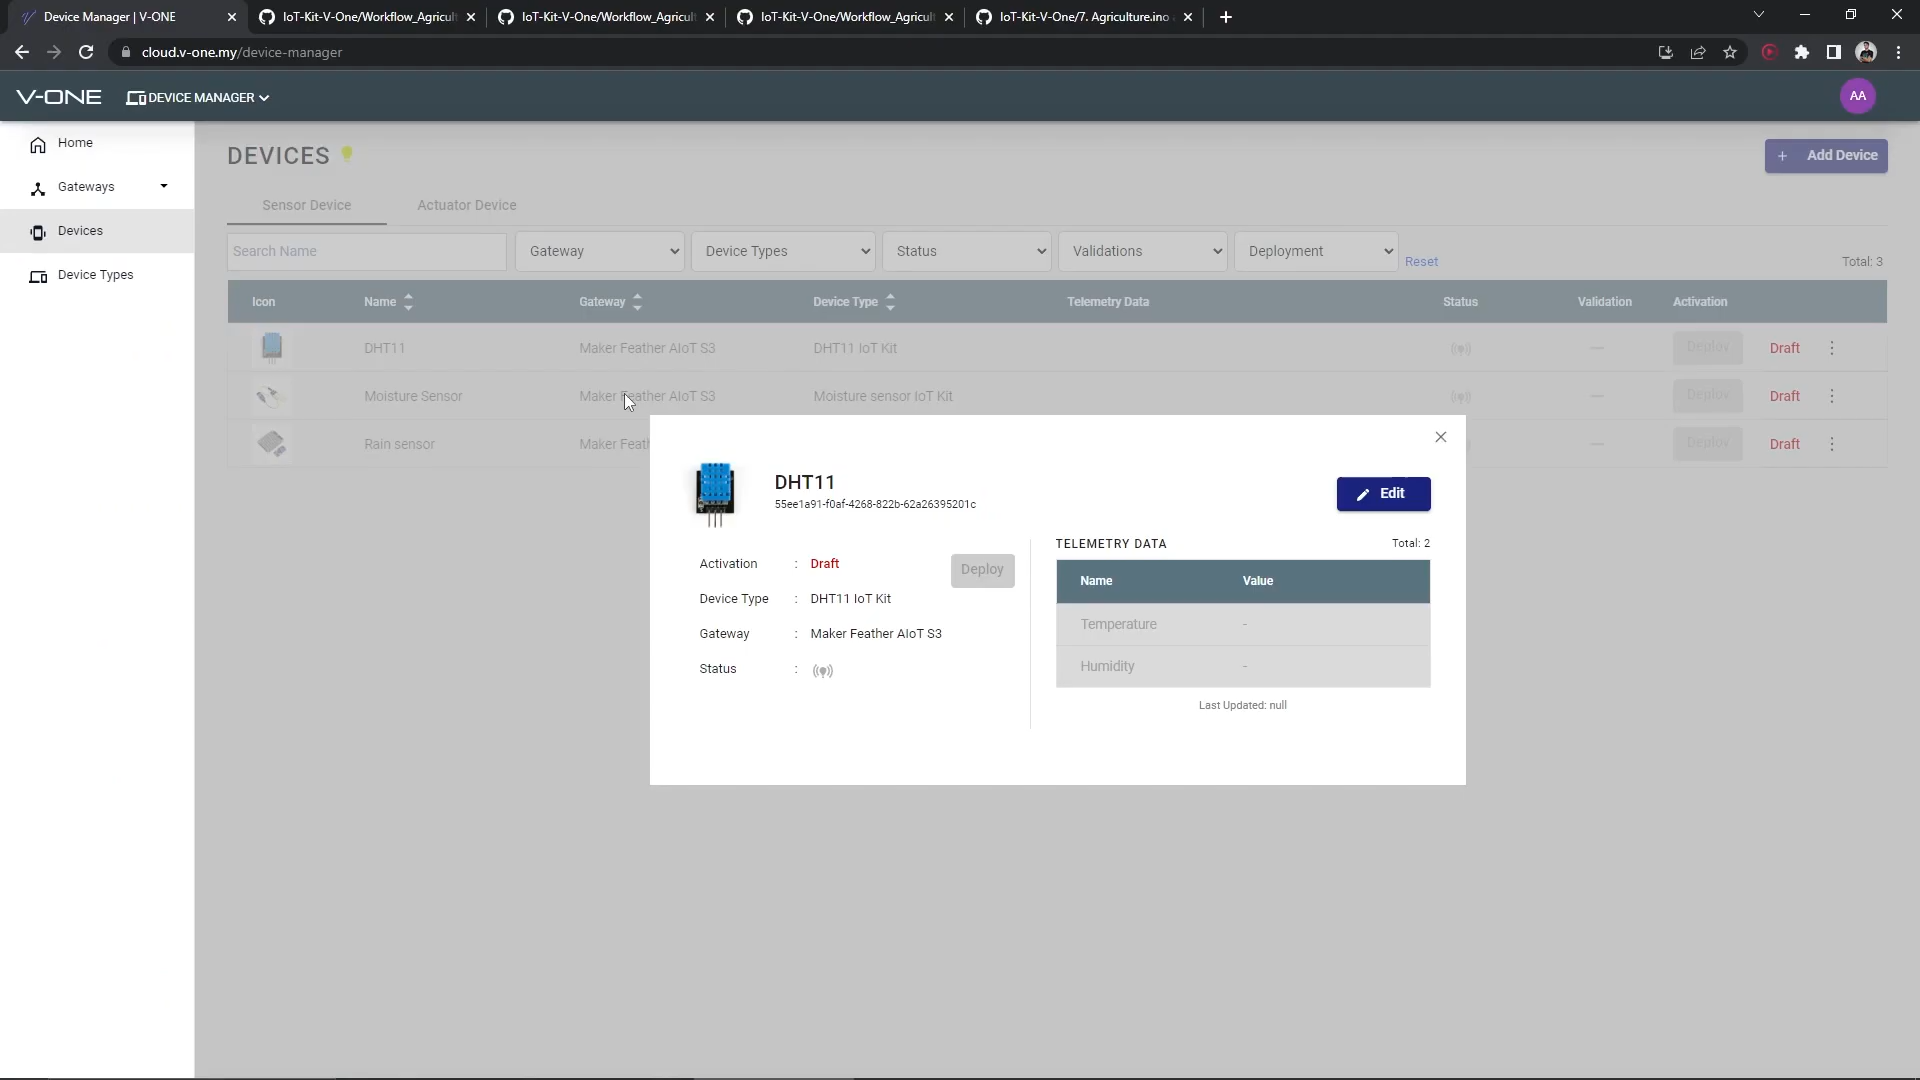 Device Manager | V-ONE
IoT-Kit-V-One/Workflow_Agricult
IoT-Kit-V-One/Workflow_Agricult
IoT-Kit-V-One/Workflow_Agricult
IoT-Kit-V-One/7. Agriculture.ino
cloud.v-one.my/device-manager
V-ONE DEVICE MANAGER AA
Home
Gateways
Devices
Device Types
DEVICES
+ Add Device
Sensor Device Actuator Device
Search Name Gateway Device Types Status Validations Deployment Reset Total: 3
Icon Name Gateway Device Type Telemetry Data Status Validation Activation
DHT11 Maker Feather AIoT S3 DHT11 IoT Kit — Deploy Draft
Moisture Sensor Maker Feather AIoT S3 Moisture sensor IoT Kit — Deploy Draft
Rain sensor Maker Feath — Deploy Draft
DHT11
55ee1a91-f0af-4268-822b-62a26395201c
Edit
Activation : Draft Deploy
Device Type : DHT11 IoT Kit
Gateway : Maker Feather AIoT S3
Status :
TELEMETRY DATA Total: 2
Name Value
Temperature -
Humidity -
Last Updated: null